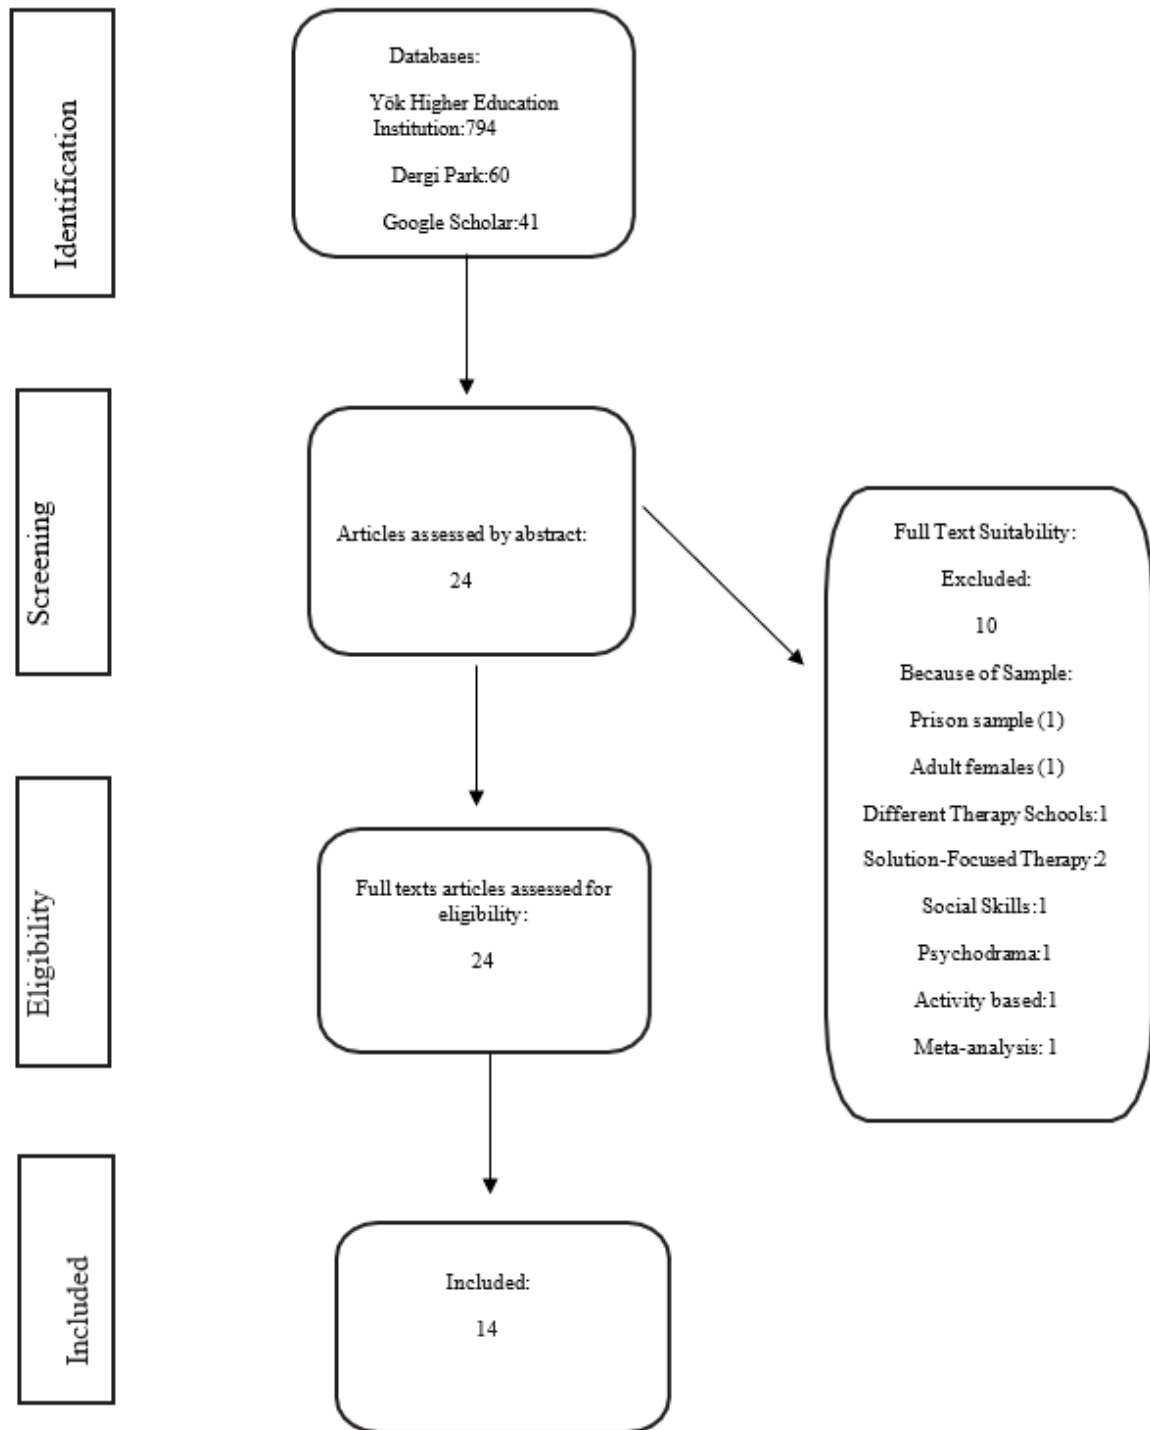 Identification
Databases:
Yök Higher Education
Institution:794
Dergi Park:60
Google Scholar:41
Screening
Articles assessed by abstract:
24
Full Text Suitability:
Excluded:
10
Because of Sample:
Prison sample (1)
Adult females (1)
Different Therapy Schools:1
Solution-Focused Therapy:2
Social Skills:1
Psychodrama:1
Activity based:1
Meta-analysis: 1
Eligibility
Full texts articles assessed for
eligibility:
24
Included
Included:
14